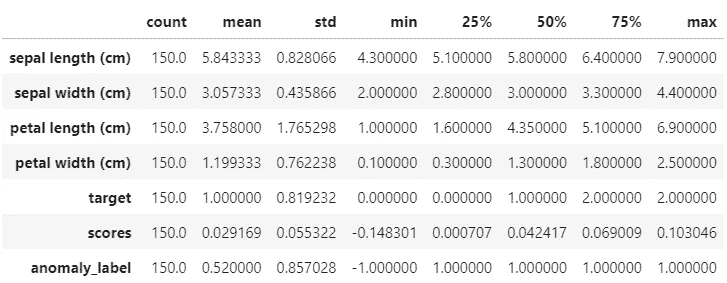 count mean std min 25% 50% 75% max
sepal length (cm) 150.0 5.843333 0.828066 4.300000 5.100000 5.800000 6.400000 7.900000
sepal width (cm) 150.0 3.057333 0.435866 2.000000 2.800000 3.000000 3.300000 4.400000
petal length (cm) 150.0 3.758000 1.765298 1.000000 1.600000 4.350000 5.100000 6.900000
petal width (cm) 150.0 1.199333 0.762238 0.100000 0.300000 1.300000 1.800000 2.500000
target 150.0 1.000000 0.819232 0.000000 0.000000 1.000000 2.000000 2.000000
scores 150.0 0.029169 0.055322 -0.148301 0.000707 0.042417 0.069009 0.103046
anomaly_label 150.0 0.520000 0.857028 -1.000000 1.000000 1.000000 1.000000 1.000000